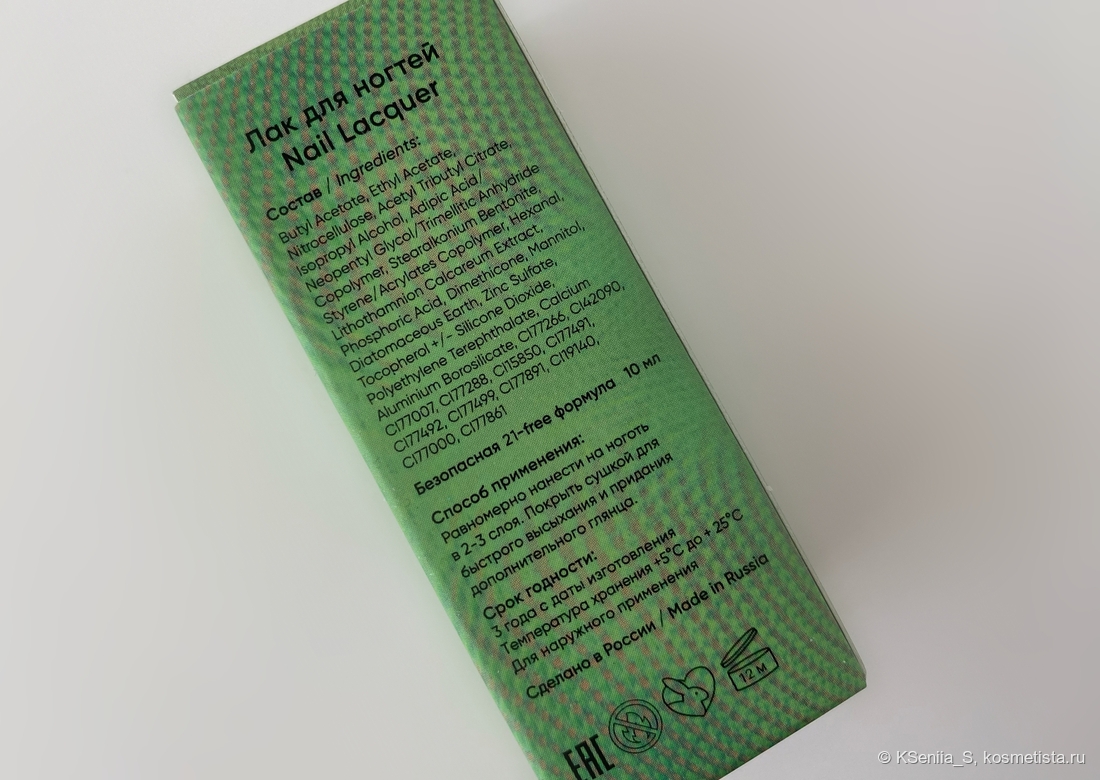 Лак для ногтей
Nail Lacquer
Состав / Ingredients:
Butyl Acetate, Ethyl Acetate,
Nitrocellulose, Acetyl Tributyl Citrate,
Isopropyl Alcohol, Adipic Acid/
Neopentyl Glycol/Trimellitic Anhydride
Copolymer, Stearalkonium Bentonite,
Styrene/Acrylates Copolymer, Hexanal,
Lithothamnion Calcareum Extract,
Phosphoric Acid, Dimethicone, Mannitol,
Diatomaceous Earth, Zinc Sulfate,
Tocopherol +/- Silicone Dioxide,
Polyethylene Terephthalate, Calcium
Aluminium Borosilicate, CI77266, CI42090,
CI77007, CI77288, CI15850, CI77491,
CI77492, CI77499, CI77891, CI19140,
CI77000, CI77861
Безопасная 21-free формула 10 мл
Способ применения:
Равномерно нанести на ноготь
в 2-3 слоя. Покрыть сушкой для
быстрого высыхания и придания
дополнительного глянца.
Срок годности:
3 года с даты изготовления
Температура хранения +5°C до + 25°C
Для наружного применения
Сделано в России / Made in Russia
12 M
EAC
© KSeniia_S, kosmetista.ru